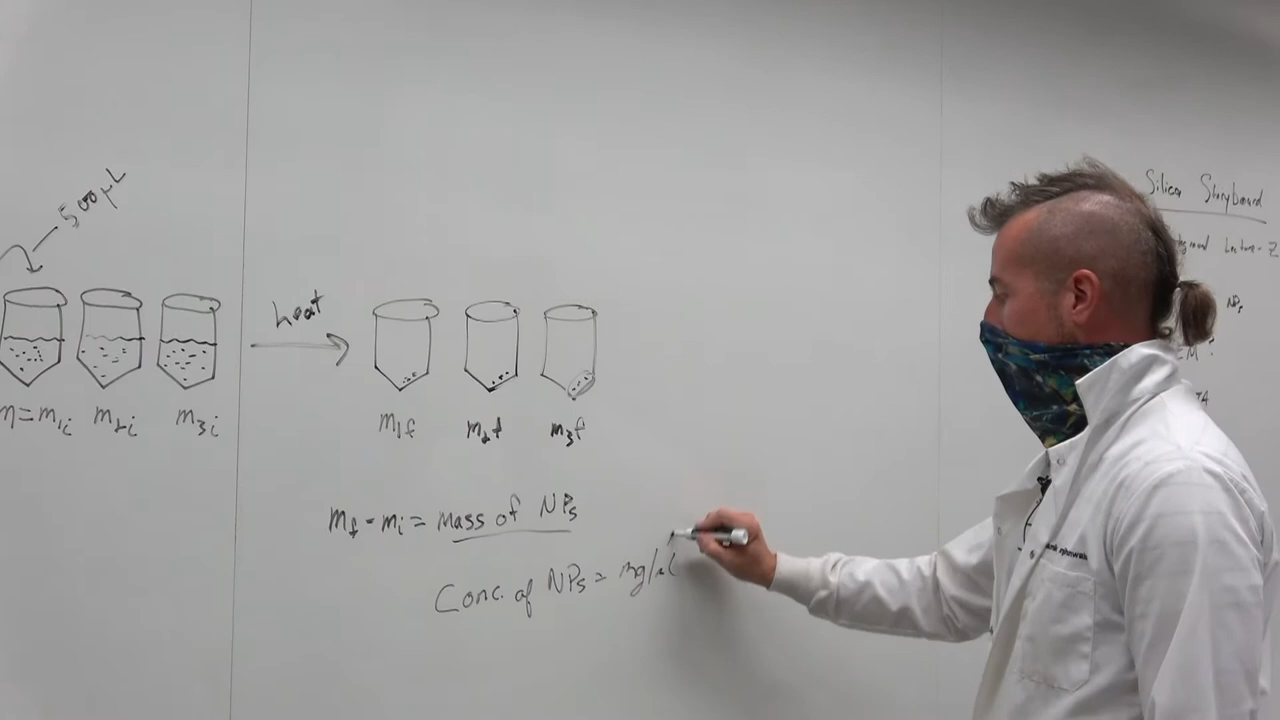 500 μL
heat
m = m1i m2i m3i
m1f m2f m3f
mf - mi = Mass of NPs
Conc. of NPs = mg/mL
Silica Storyboard
Lecture -
NPs